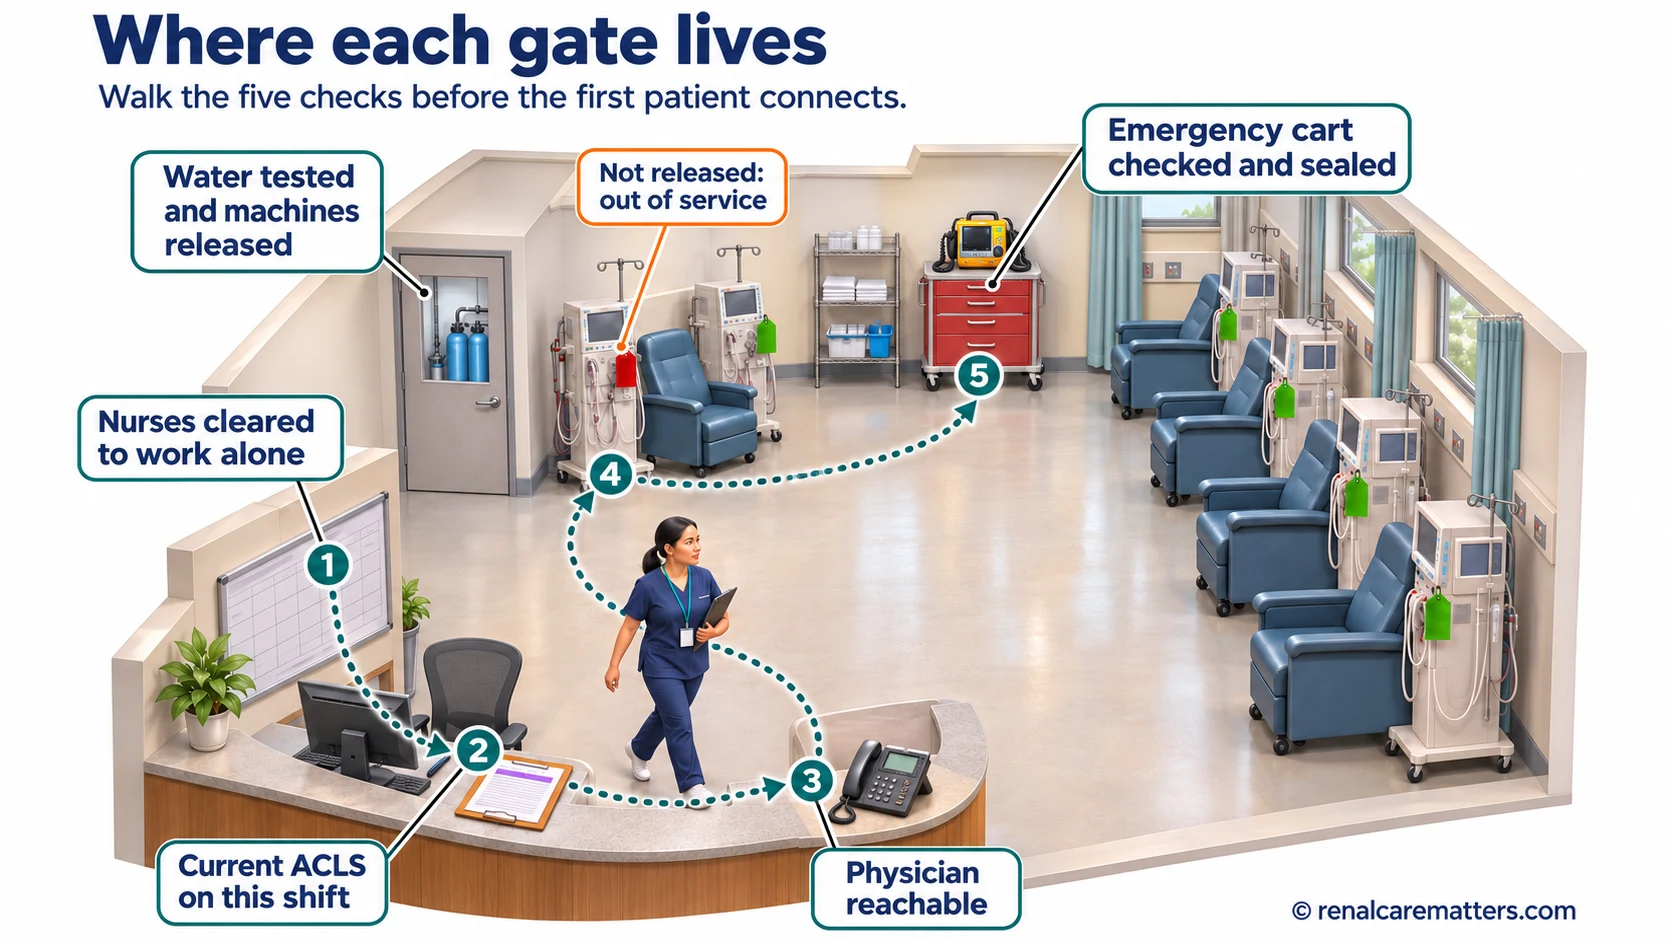 Where each gate lives
Walk the five checks before the first patient connects.
Water tested
and machines
released
Not released:
out of service
Emergency cart
checked and sealed
Nurses cleared
to work alone
1
2
3
4
5
Current ACLS
on this shift
Physician
reachable
© renalcarematters.com